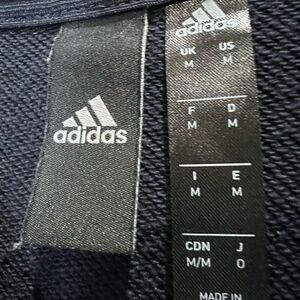 adidas
adidas
UK US
M M
F D
M M
I E
M M
CDN J
M/M O
MADE IN